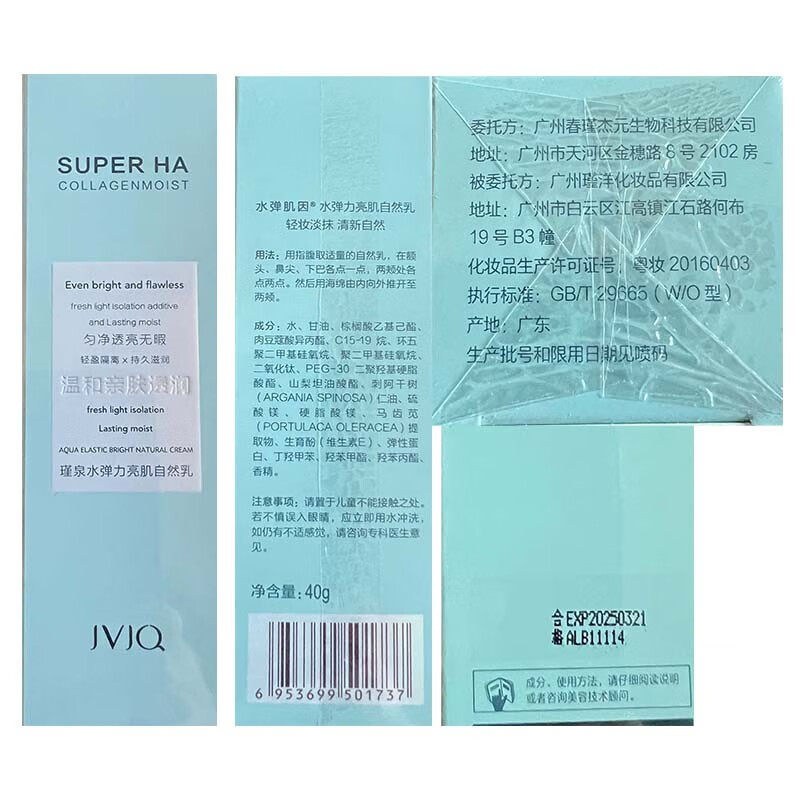 SUPER HA
COLLAGENMOIST
Even bright and flawless
fresh light isolation additive
and Lasting moist
匀净透亮无暇
轻盈隔离 x 持久滋润
温和亲肤透润
fresh light isolation
Lasting moist
AQUA ELASTIC BRIGHT NATURAL CREAM
瑾泉水弹力亮肌自然乳
JVJQ
水弹肌因® 水弹力亮肌自然乳
轻妆淡抹 清新自然
用法：用指腹取适量的自然乳，在额
头、鼻尖、下巴各点一点，两颊处各
点两点。然后用海绵由内向外推开至
两颊。
成分：水、甘油、棕榈酸乙基己酯、
肉豆蔻酸异丙酯、C15-19 烷、环五
聚二甲基硅氧烷、聚二甲基硅氧烷、
二氧化钛、PEG-30 二聚羟基硬脂
酸酯、山梨坦油酸酯、刺阿干树
(ARGANIA SPINOSA) 仁油、硫
酸镁、硬脂酸镁、马齿苋
(PORTULACA OLERACEA) 提
取物、生育酚（维生素E）、弹性蛋
白、丁羟甲苯、羟苯甲酯、羟苯丙酯、
香精。
注意事项：请置于儿童不能接触之处。
若不慎误入眼睛，应立即用水冲洗，
如仍有不适感觉，请咨询专科医生意
见。
净含量：40g
6 953699 501737
委托方：广州春瑾杰元生物科技有限公司
地址：广州市天河区金穗路 8 号 2102 房
被委托方：广州瑾洋化妆品有限公司
地址：广州市白云区江高镇江石路何布
19 号 B3 幢
化妆品生产许可证号：粤妆 20160403
执行标准：GB/T 29665（W/O 型）
产地：广东
生产批号和限用日期见喷码
合 EXP20250321
格 ALB11114
成分、使用方法，请仔细阅读说明
或者咨询美容技术顾问。